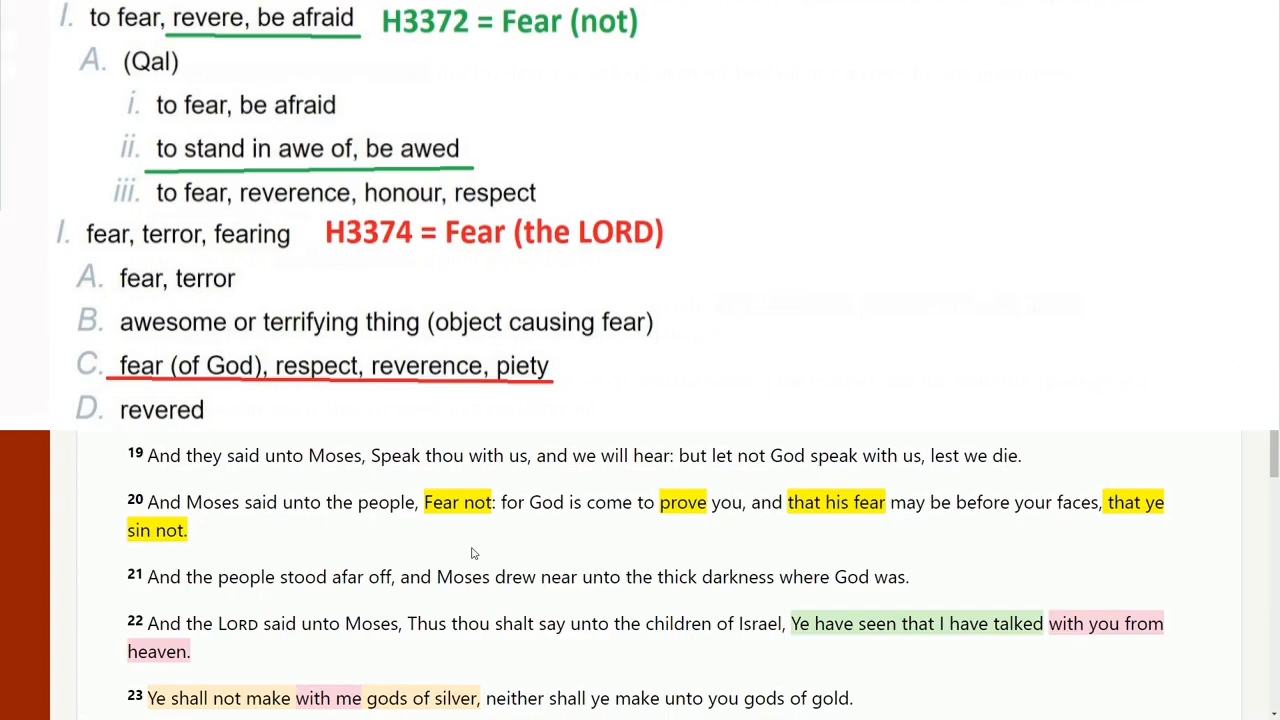 I. to fear, revere, be afraid H3372 = Fear (not)
A. (Qal)
i. to fear, be afraid
ii. to stand in awe of, be awed
iii. to fear, reverence, honour, respect
I. fear, terror, fearing H3374 = Fear (the LORD)
A. fear, terror
B. awesome or terrifying thing (object causing fear)
C. fear (of God), respect, reverence, piety
D. revered
19 And they said unto Moses, Speak thou with us, and we will hear: but let not God speak with us, lest we die.
20 And Moses said unto the people, Fear not: for God is come to prove you, and that his fear may be before your faces, that ye
sin not.
21 And the people stood afar off, and Moses drew near unto the thick darkness where God was.
22 And the LORD said unto Moses, Thus thou shalt say unto the children of Israel, Ye have seen that I have talked with you from
heaven.
23 Ye shall not make with me gods of silver, neither shall ye make unto you gods of gold.